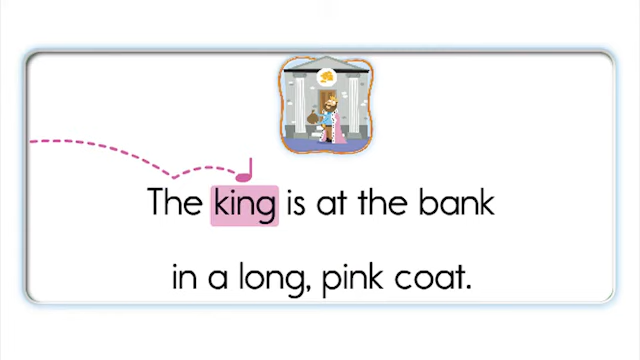 The king is at the bank
in a long, pink coat.